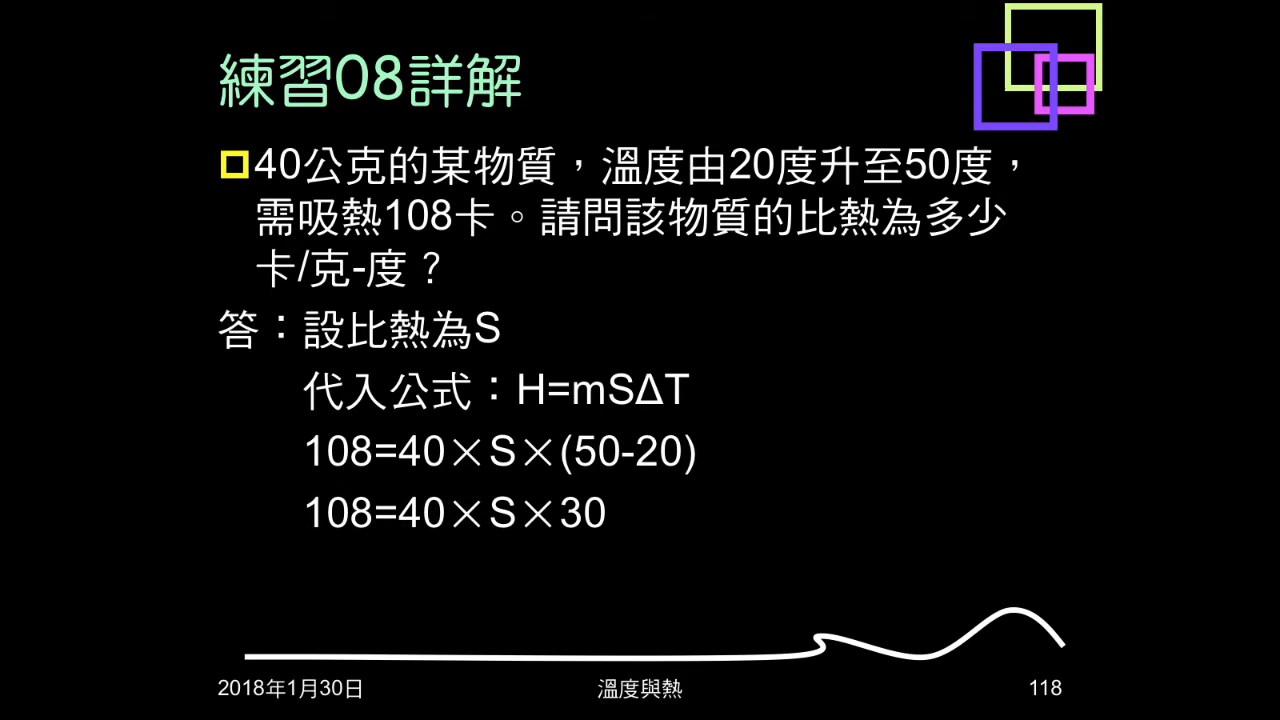 練習08詳解
40公克的某物質，溫度由20度升至50度，
需吸熱108卡。請問該物質的比熱為多少
卡/克-度？
答：設比熱為S
代入公式：H=mSΔT
108=40×S×(50-20)
108=40×S×30
2018年1月30日
溫度與熱
118